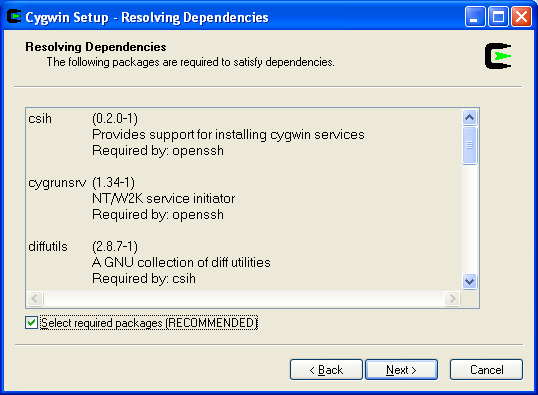 Cygwin Setup - Resolving Dependencies
Resolving Dependencies
The following packages are required to satisfy dependencies.
csih (0.2.0-1)
Provides support for installing cygwin services
Required by: openssh
cygrunsrv (1.34-1)
NT/W2K service initiator
Required by: openssh
diffutils (2.8.7-1)
A GNU collection of diff utilities
Required by: csih
Select required packages (RECOMMENDED)
< Back Next > Cancel